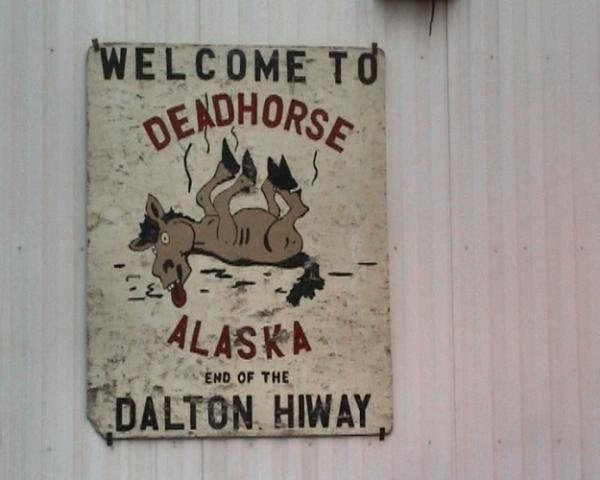 WELCOME TO
DEADHORSE
ALASKA
END OF THE
DALTON HIWAY